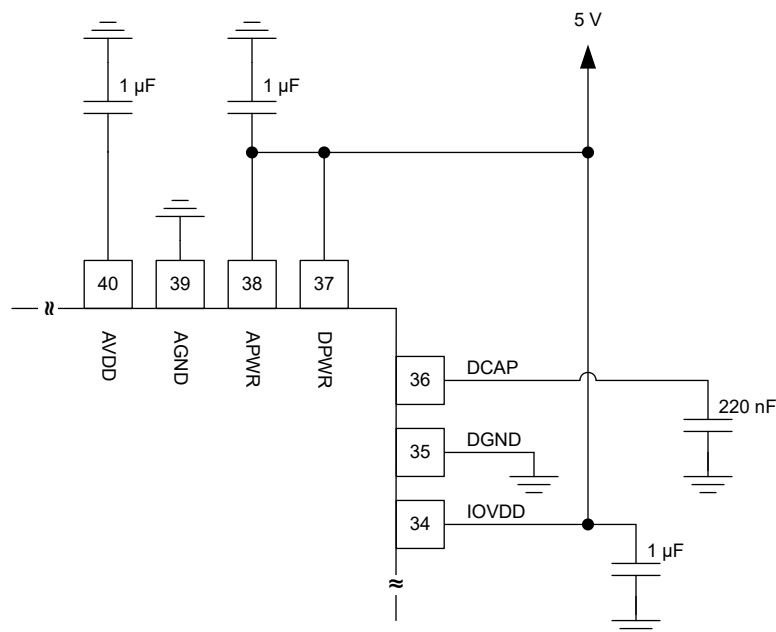 5 V
1 µF
1 µF
40
39
38
37
AVDD
AGND
APWR
DPWR
36
DCAP
220 nF
35
DGND
34
IOVDD
1 µF